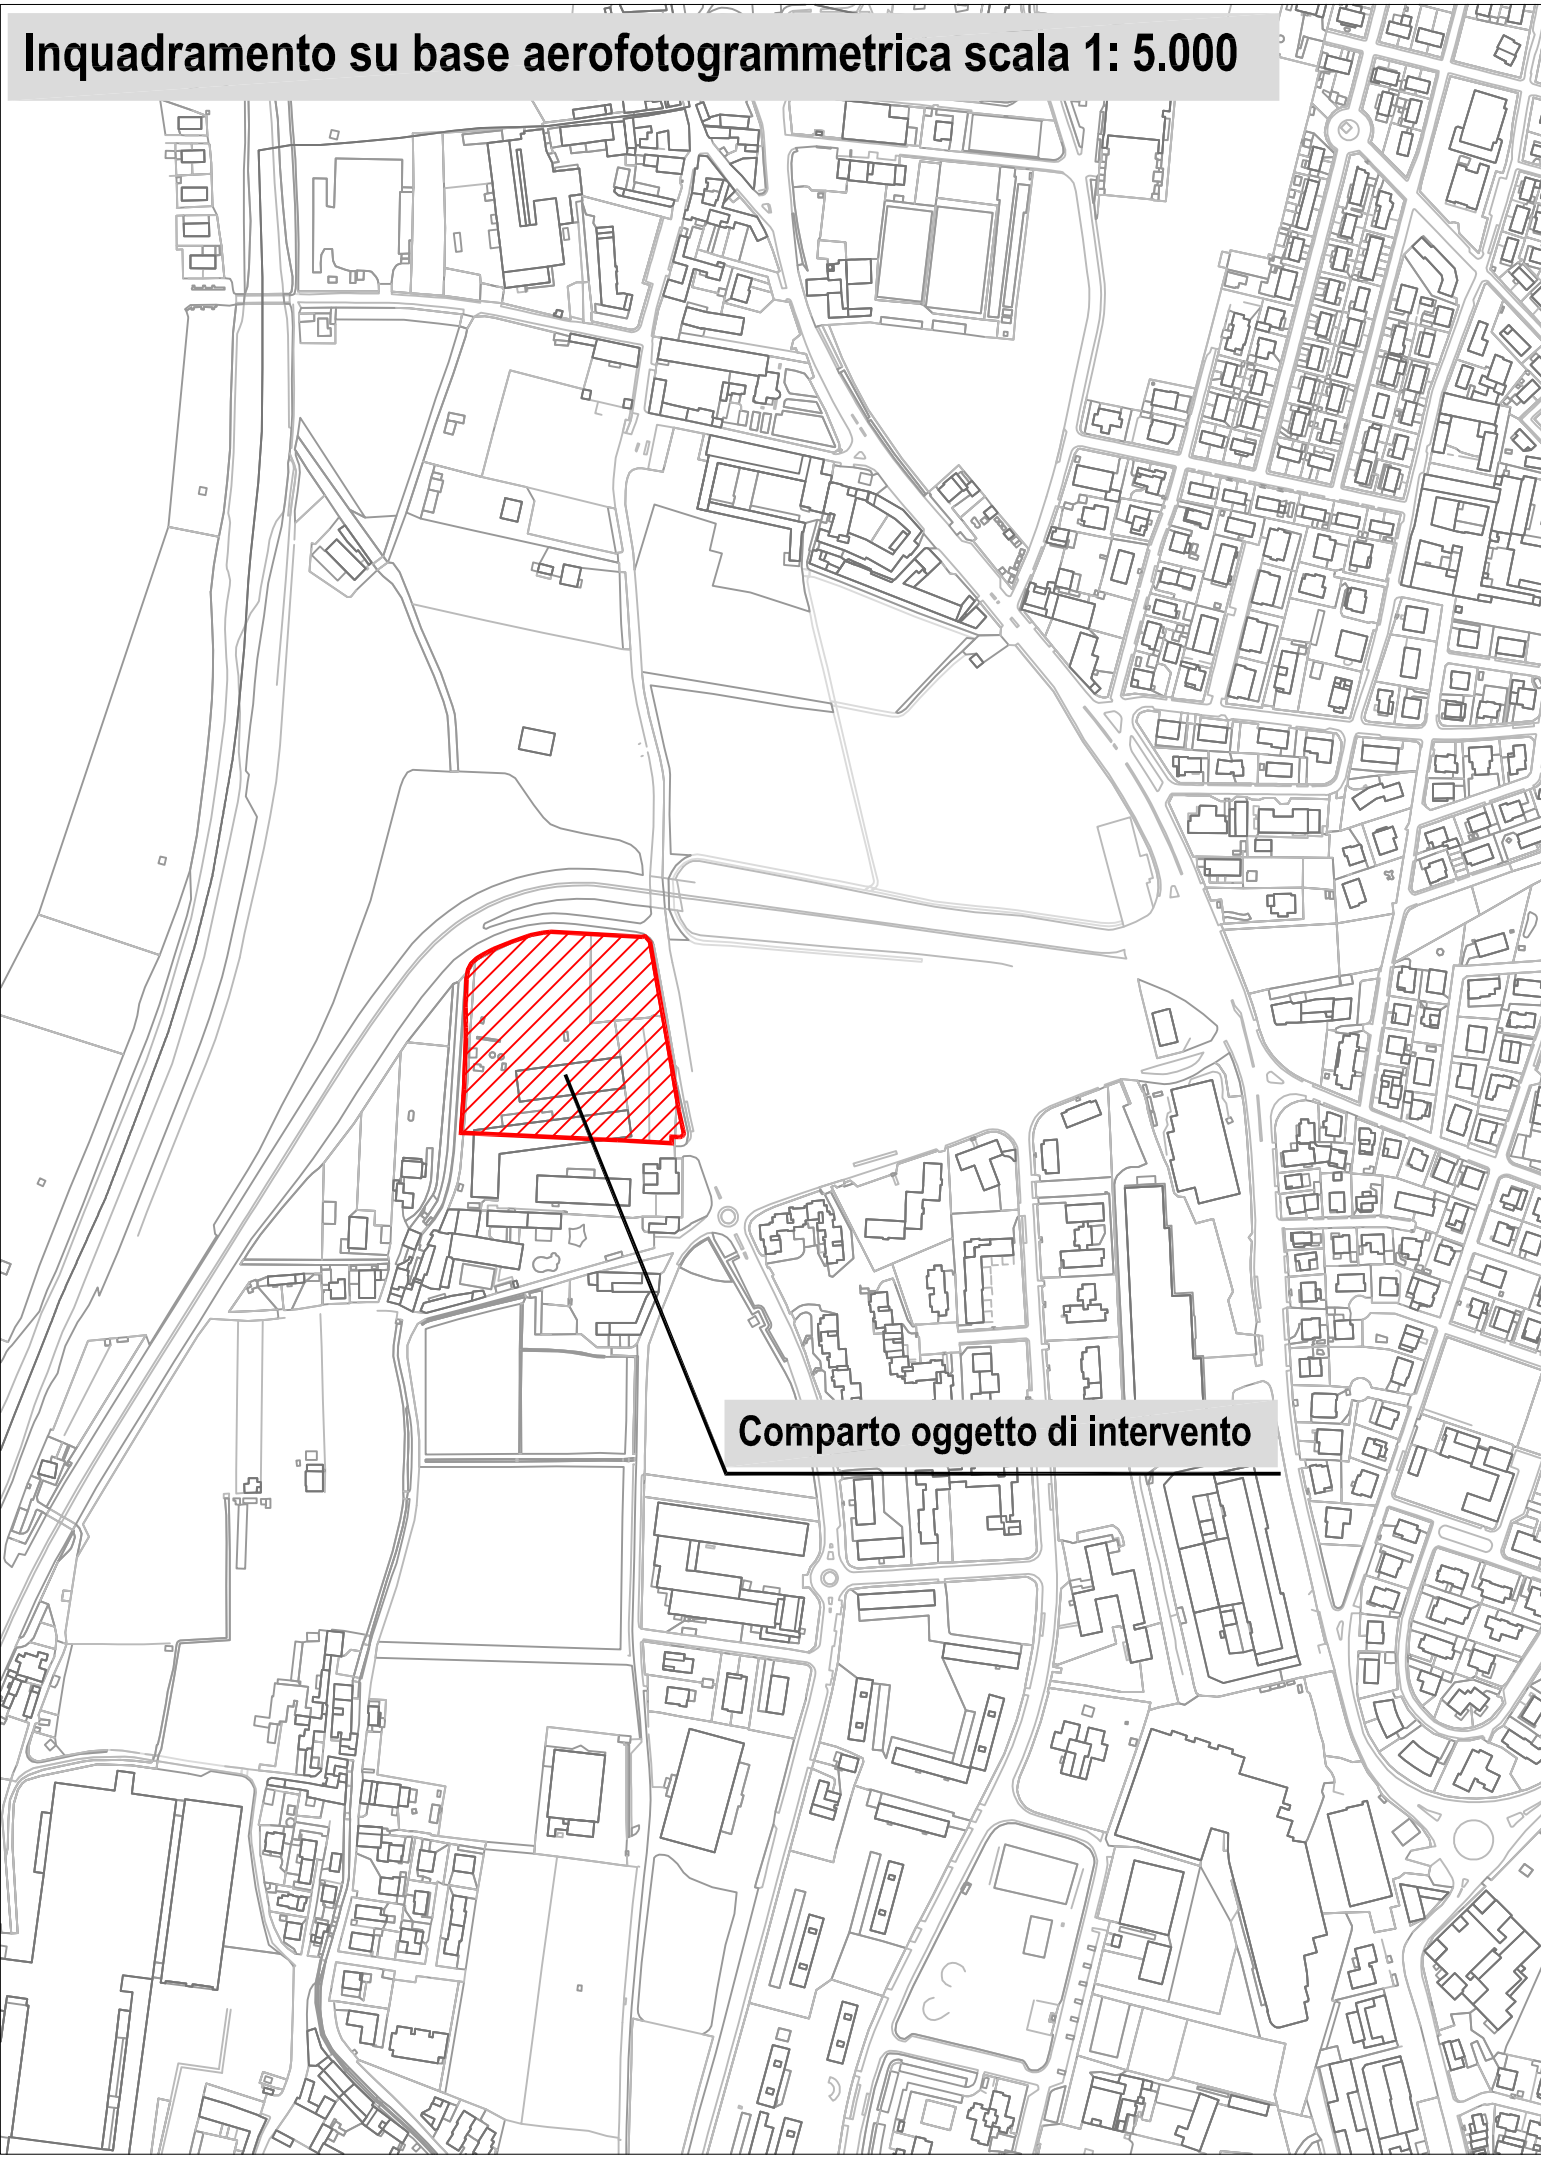 Inquadramento su base aerofotogrammetrica scala 1: 5.000
Comparto oggetto di intervento